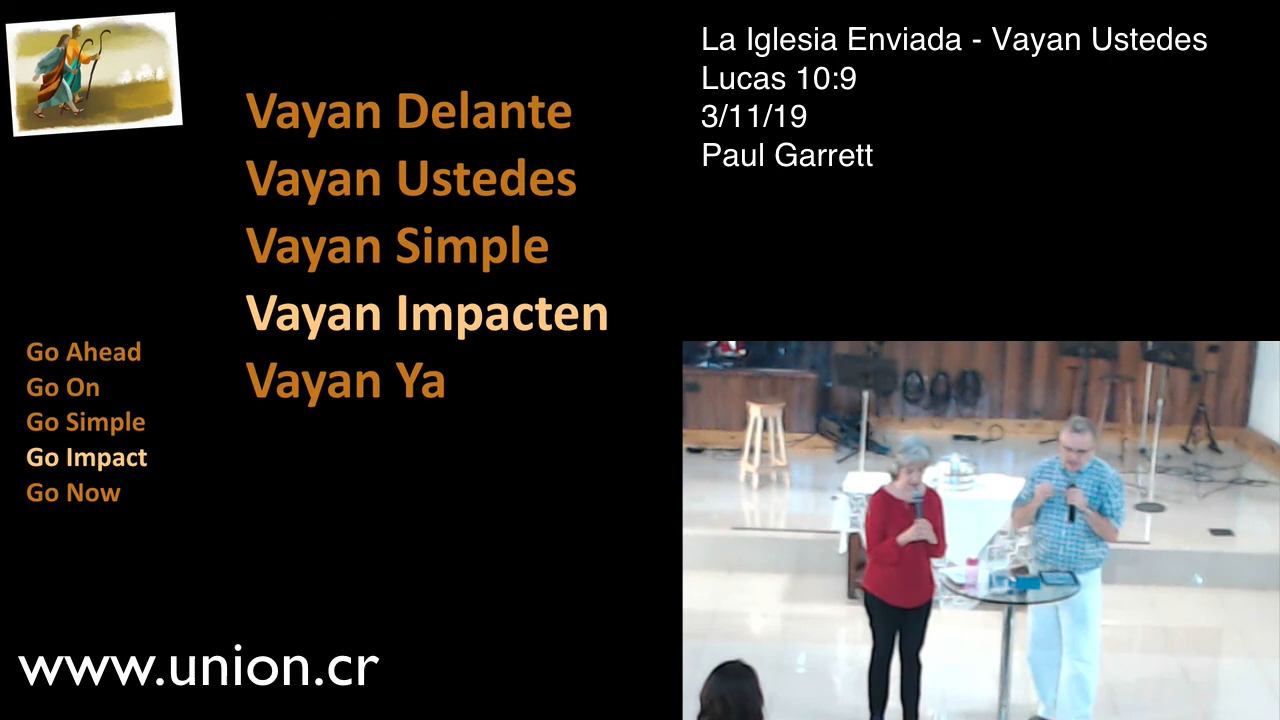 La Iglesia Enviada - Vayan Ustedes
Lucas 10:9
3/11/19
Paul Garrett
Vayan Delante
Vayan Ustedes
Vayan Simple
Vayan Impacten
Vayan Ya
Go Ahead
Go On
Go Simple
Go Impact
Go Now
www.union.cr